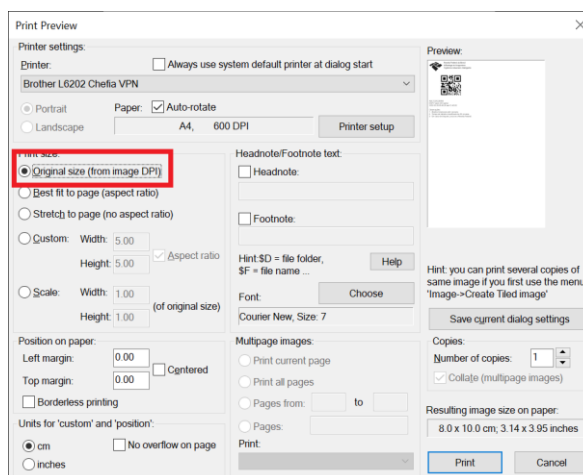 Print Preview
Printer settings:
Printer:
Always use system default printer at dialog start
Brother L6202 Chefia VPN
Portrait
Landscape
Paper:
Auto-rotate
A4, 600 DPI
Printer setup
Print size:
Original size (from image DPI)
Best fit to page (aspect ratio)
Stretch to page (no aspect ratio)
Custom:
Width: 5.00
Height: 5.00
Aspect ratio
Scale:
Width: 1.00
Height: 1.00
(of original size)
Position on paper:
Left margin: 0.00
Top margin: 0.00
Centered
Borderless printing
Units for 'custom' and 'position':
cm
inches
No overflow on page
Headnote/Footnote text:
Headnote:
Footnote:
Hint:$D = file folder,
$F = file name ...
Help
Font:
Choose
Courier New, Size: 7
Multipage images:
Print current page
Print all pages
Pages from:
to
Pages:
Print:
Preview:
Hint: you can print several copies of
same image if you first use the menu
'Image->Create Tiled image'
Save current dialog settings
Copies:
Number of copies: 1
Collate (multipage images)
Resulting image size on paper:
8.0 x 10.0 cm; 3.14 x 3.95 inches
Print
Cancel